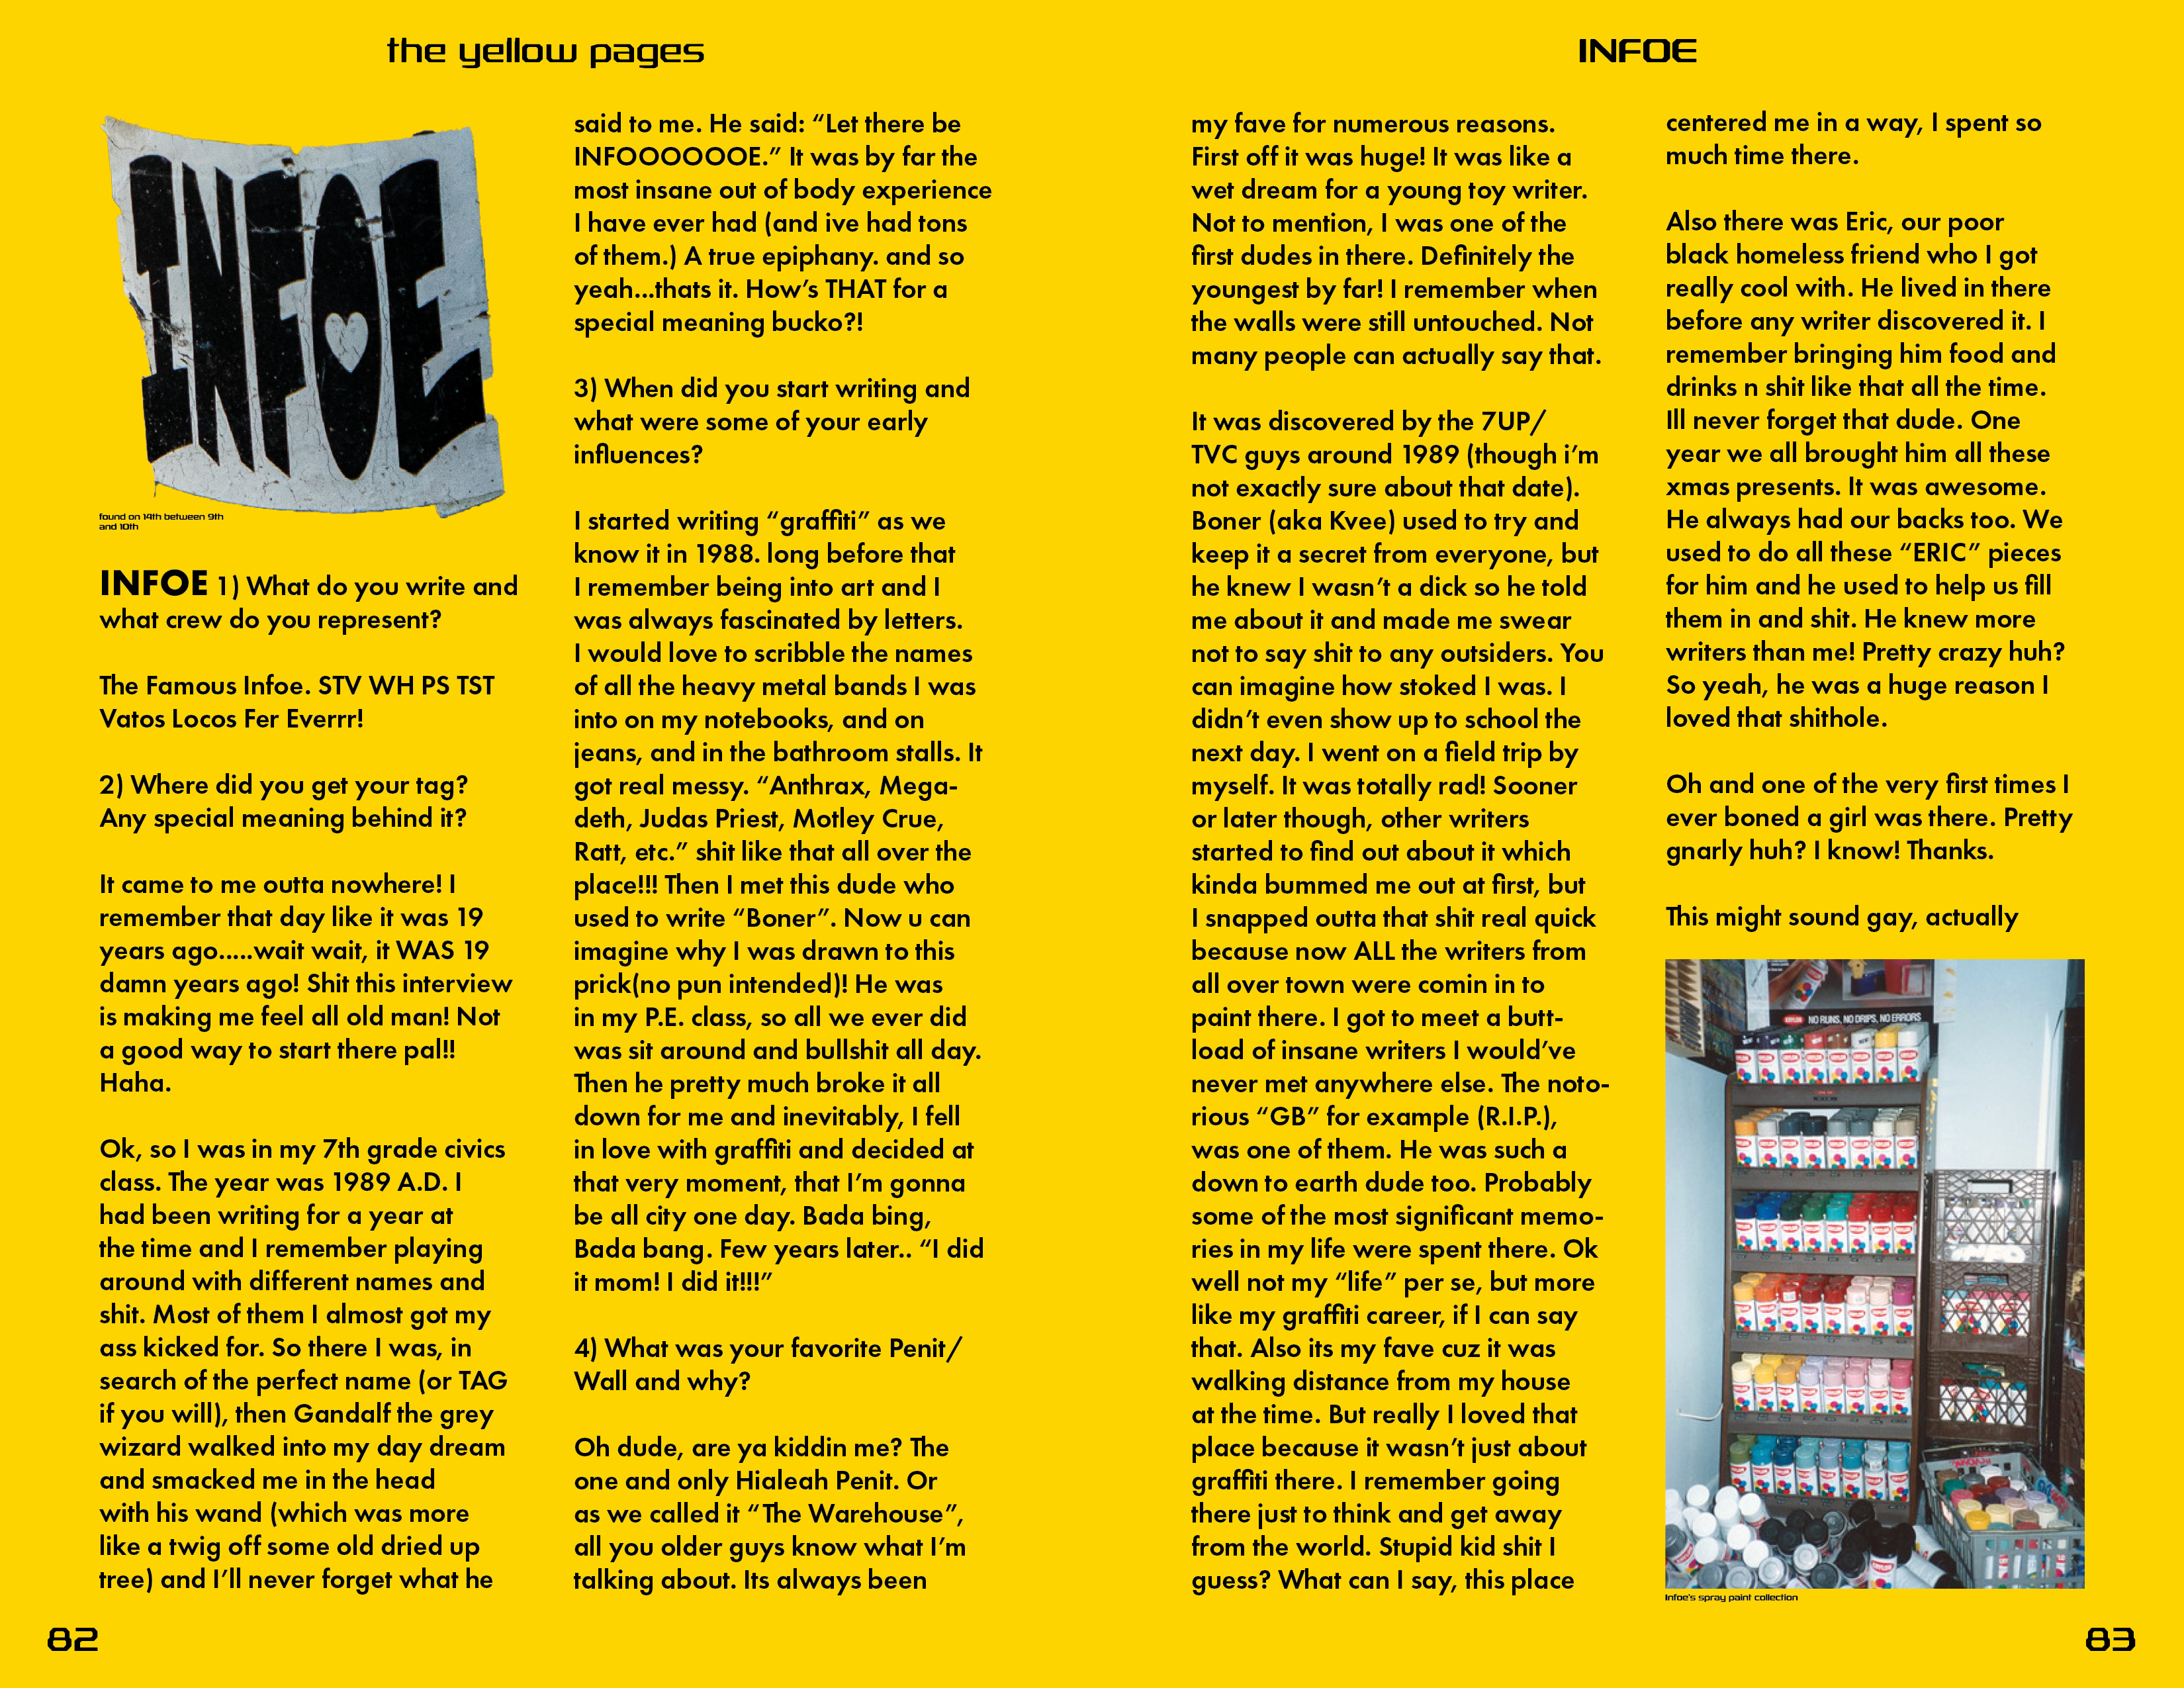 the yellow pages
INFOE
INFOE
found on 14th between 9th
and 10th
INFOE 1) What do you write and
what crew do you represent?
The Famous Infoe. STV WH PS TST
Vatos Locos Fer Everrr!
2) Where did you get your tag?
Any special meaning behind it?
It came to me outta nowhere! I
remember that day like it was 19
years ago.....wait wait, it WAS 19
damn years ago! Shit this interview
is making me feel all old man! Not
a good way to start there pal!!
Haha.
Ok, so I was in my 7th grade civics
class. The year was 1989 A.D. I
had been writing for a year at
the time and I remember playing
around with different names and
shit. Most of them I almost got my
ass kicked for. So there I was, in
search of the perfect name (or TAG
if you will), then Gandalf the grey
wizard walked into my day dream
and smacked me in the head
with his wand (which was more
like a twig off some old dried up
tree) and I'll never forget what he
said to me. He said: “Let there be
INFOOOOOOE.” It was by far the
most insane out of body experience
I have ever had (and ive had tons
of them.) A true epiphany. and so
yeah...thats it. How's THAT for a
special meaning bucko?!
3) When did you start writing and
what were some of your early
influences?
I started writing “graffiti” as we
know it in 1988. long before that
I remember being into art and I
was always fascinated by letters.
I would love to scribble the names
of all the heavy metal bands I was
into on my notebooks, and on
jeans, and in the bathroom stalls. It
got real messy. “Anthrax, Mega-
deth, Judas Priest, Motley Crue,
Ratt, etc.” shit like that all over the
place!!! Then I met this dude who
used to write “Boner”. Now u can
imagine why I was drawn to this
prick(no pun intended)! He was
in my P.E. class, so all we ever did
was sit around and bullshit all day.
Then he pretty much broke it all
down for me and inevitably, I fell
in love with graffiti and decided at
that very moment, that I'm gonna
be all city one day. Bada bing,
Bada bang. Few years later.. “I did
it mom! I did it!!!”
4) What was your favorite Penit/
Wall and why?
Oh dude, are ya kiddin me? The
one and only Hialeah Penit. Or
as we called it “The Warehouse”,
all you older guys know what I'm
talking about. Its always been
82
my fave for numerous reasons.
First off it was huge! It was like a
wet dream for a young toy writer.
Not to mention, I was one of the
first dudes in there. Definitely the
youngest by far! I remember when
the walls were still untouched. Not
many people can actually say that.
It was discovered by the 7UP/
TVC guys around 1989 (though i'm
not exactly sure about that date).
Boner (aka Kvee) used to try and
keep it a secret from everyone, but
he knew I wasn't a dick so he told
me about it and made me swear
not to say shit to any outsiders. You
can imagine how stoked I was. I
didn't even show up to school the
next day. I went on a field trip by
myself. It was totally rad! Sooner
or later though, other writers
started to find out about it which
kinda bummed me out at first, but
I snapped outta that shit real quick
because now ALL the writers from
all over town were comin in to
paint there. I got to meet a butt-
load of insane writers I would've
never met anywhere else. The noto-
rious “GB” for example (R.I.P.),
was one of them. He was such a
down to earth dude too. Probably
some of the most significant memo-
ries in my life were spent there. Ok
well not my “life” per se, but more
like my graffiti career, if I can say
that. Also its my fave cuz it was
walking distance from my house
at the time. But really I loved that
place because it wasn't just about
graffiti there. I remember going
there just to think and get away
from the world. Stupid kid shit I
guess? What can I say, this place
centered me in a way, I spent so
much time there.
Also there was Eric, our poor
black homeless friend who I got
really cool with. He lived in there
before any writer discovered it. I
remember bringing him food and
drinks n shit like that all the time.
Ill never forget that dude. One
year we all brought him all these
xmas presents. It was awesome.
He always had our backs too. We
used to do all these “ERIC” pieces
for him and he used to help us fill
them in and shit. He knew more
writers than me! Pretty crazy huh?
So yeah, he was a huge reason I
loved that shithole.
Oh and one of the very first times I
ever boned a girl was there. Pretty
gnarly huh? I know! Thanks.
This might sound gay, actually
KRYLON NO RUNS, NO DRIPS, NO ERRORS
Infoe's spray paint collection
83